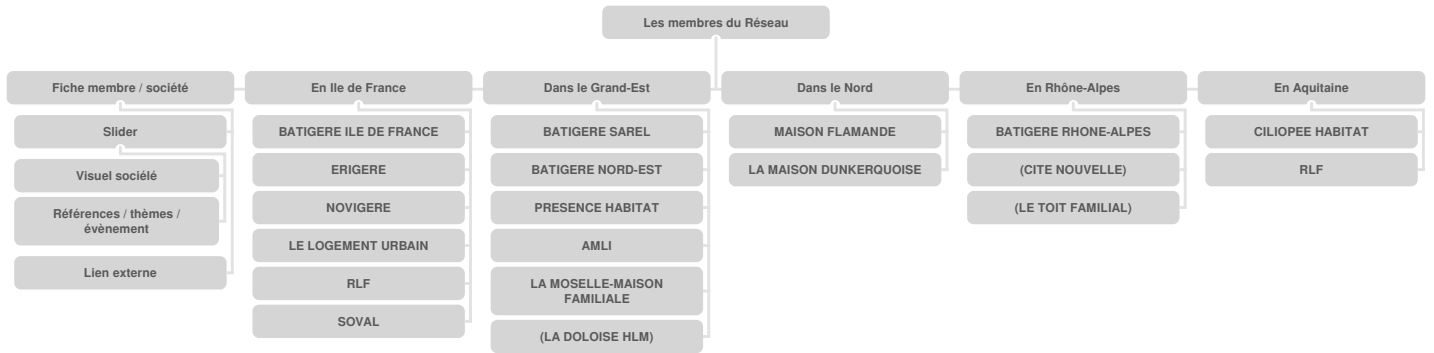 Les membres du Réseau
Fiche membre / société
Slider
Visuel sociélé
Références / thèmes /
évènement
Lien externe
En Ile de France
BATIGERE ILE DE FRANCE
ERIGERE
NOVIGERE
LE LOGEMENT URBAIN
RLF
SOVAL
Dans le Grand-Est
BATIGERE SAREL
BATIGERE NORD-EST
PRESENCE HABITAT
AMLI
LA MOSELLE-MAISON
FAMILIALE
(LA DOLOISE HLM)
Dans le Nord
MAISON FLAMANDE
LA MAISON DUNKERQUOISE
En Rhône-Alpes
BATIGERE RHONE-ALPES
(CITE NOUVELLE)
(LE TOIT FAMILIAL)
En Aquitaine
CILIOPEE HABITAT
RLF